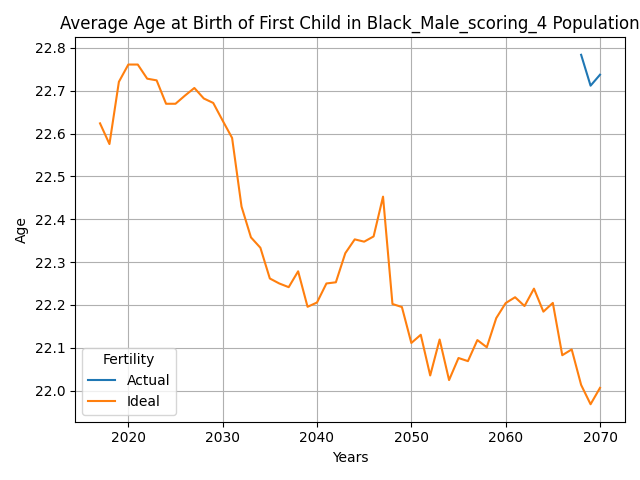 Average Age at Birth of First Child in Black_Male_scoring_4 Population
22.8
22.7
22.6
22.5
22.4
22.3
22.2
22.1
22.0
Age
Fertility
Actual
Ideal
2020 2030 2040 2050 2060 2070
Years